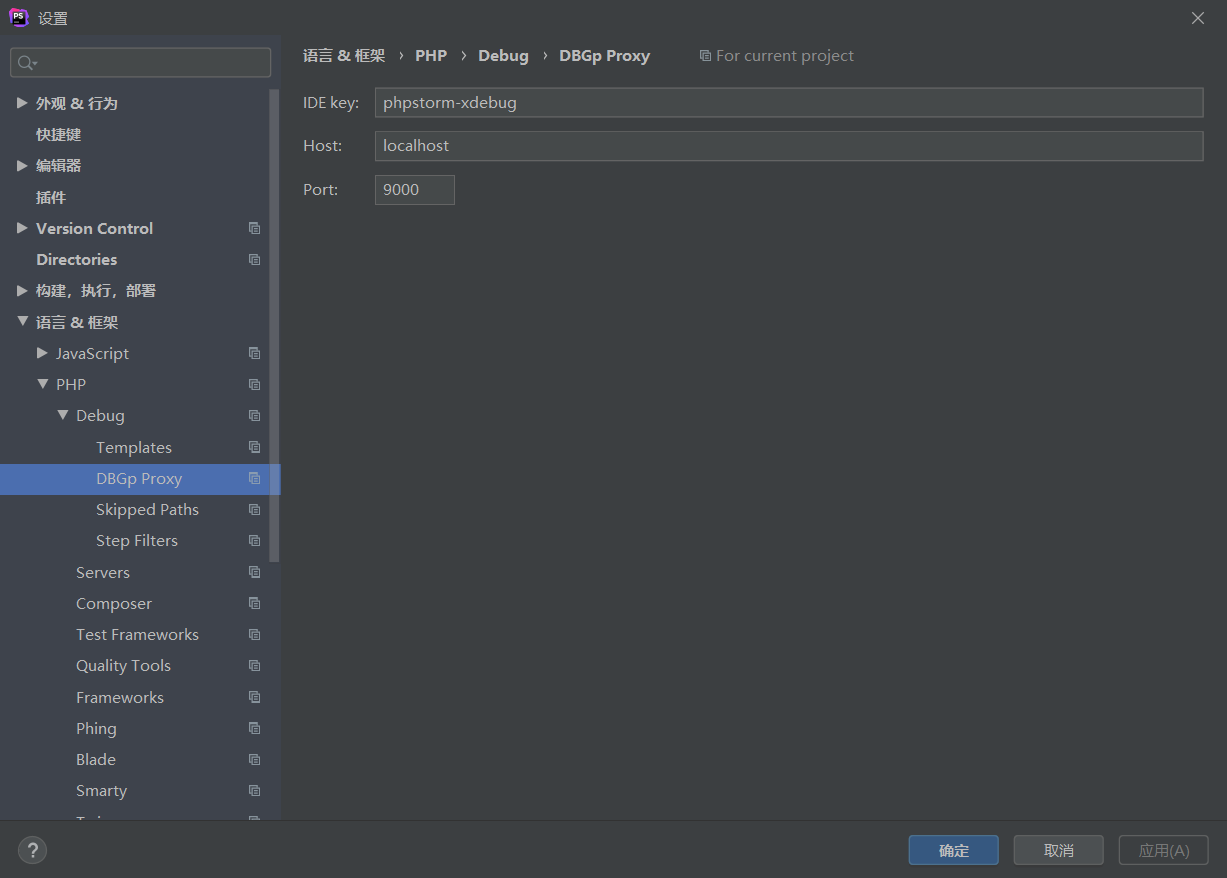 设置
外观 & 行为
快捷键
编辑器
插件
Version Control
Directories
构建，执行，部署
语言 & 框架
JavaScript
PHP
Debug
Templates
DBGp Proxy
Skipped Paths
Step Filters
Servers
Composer
Test Frameworks
Quality Tools
Frameworks
Phing
Blade
Smarty
语言 & 框架 › PHP › Debug › DBGp Proxy For current project
IDE key: phpstorm-xdebug
Host: localhost
Port: 9000
? 确定 取消 应用(A)